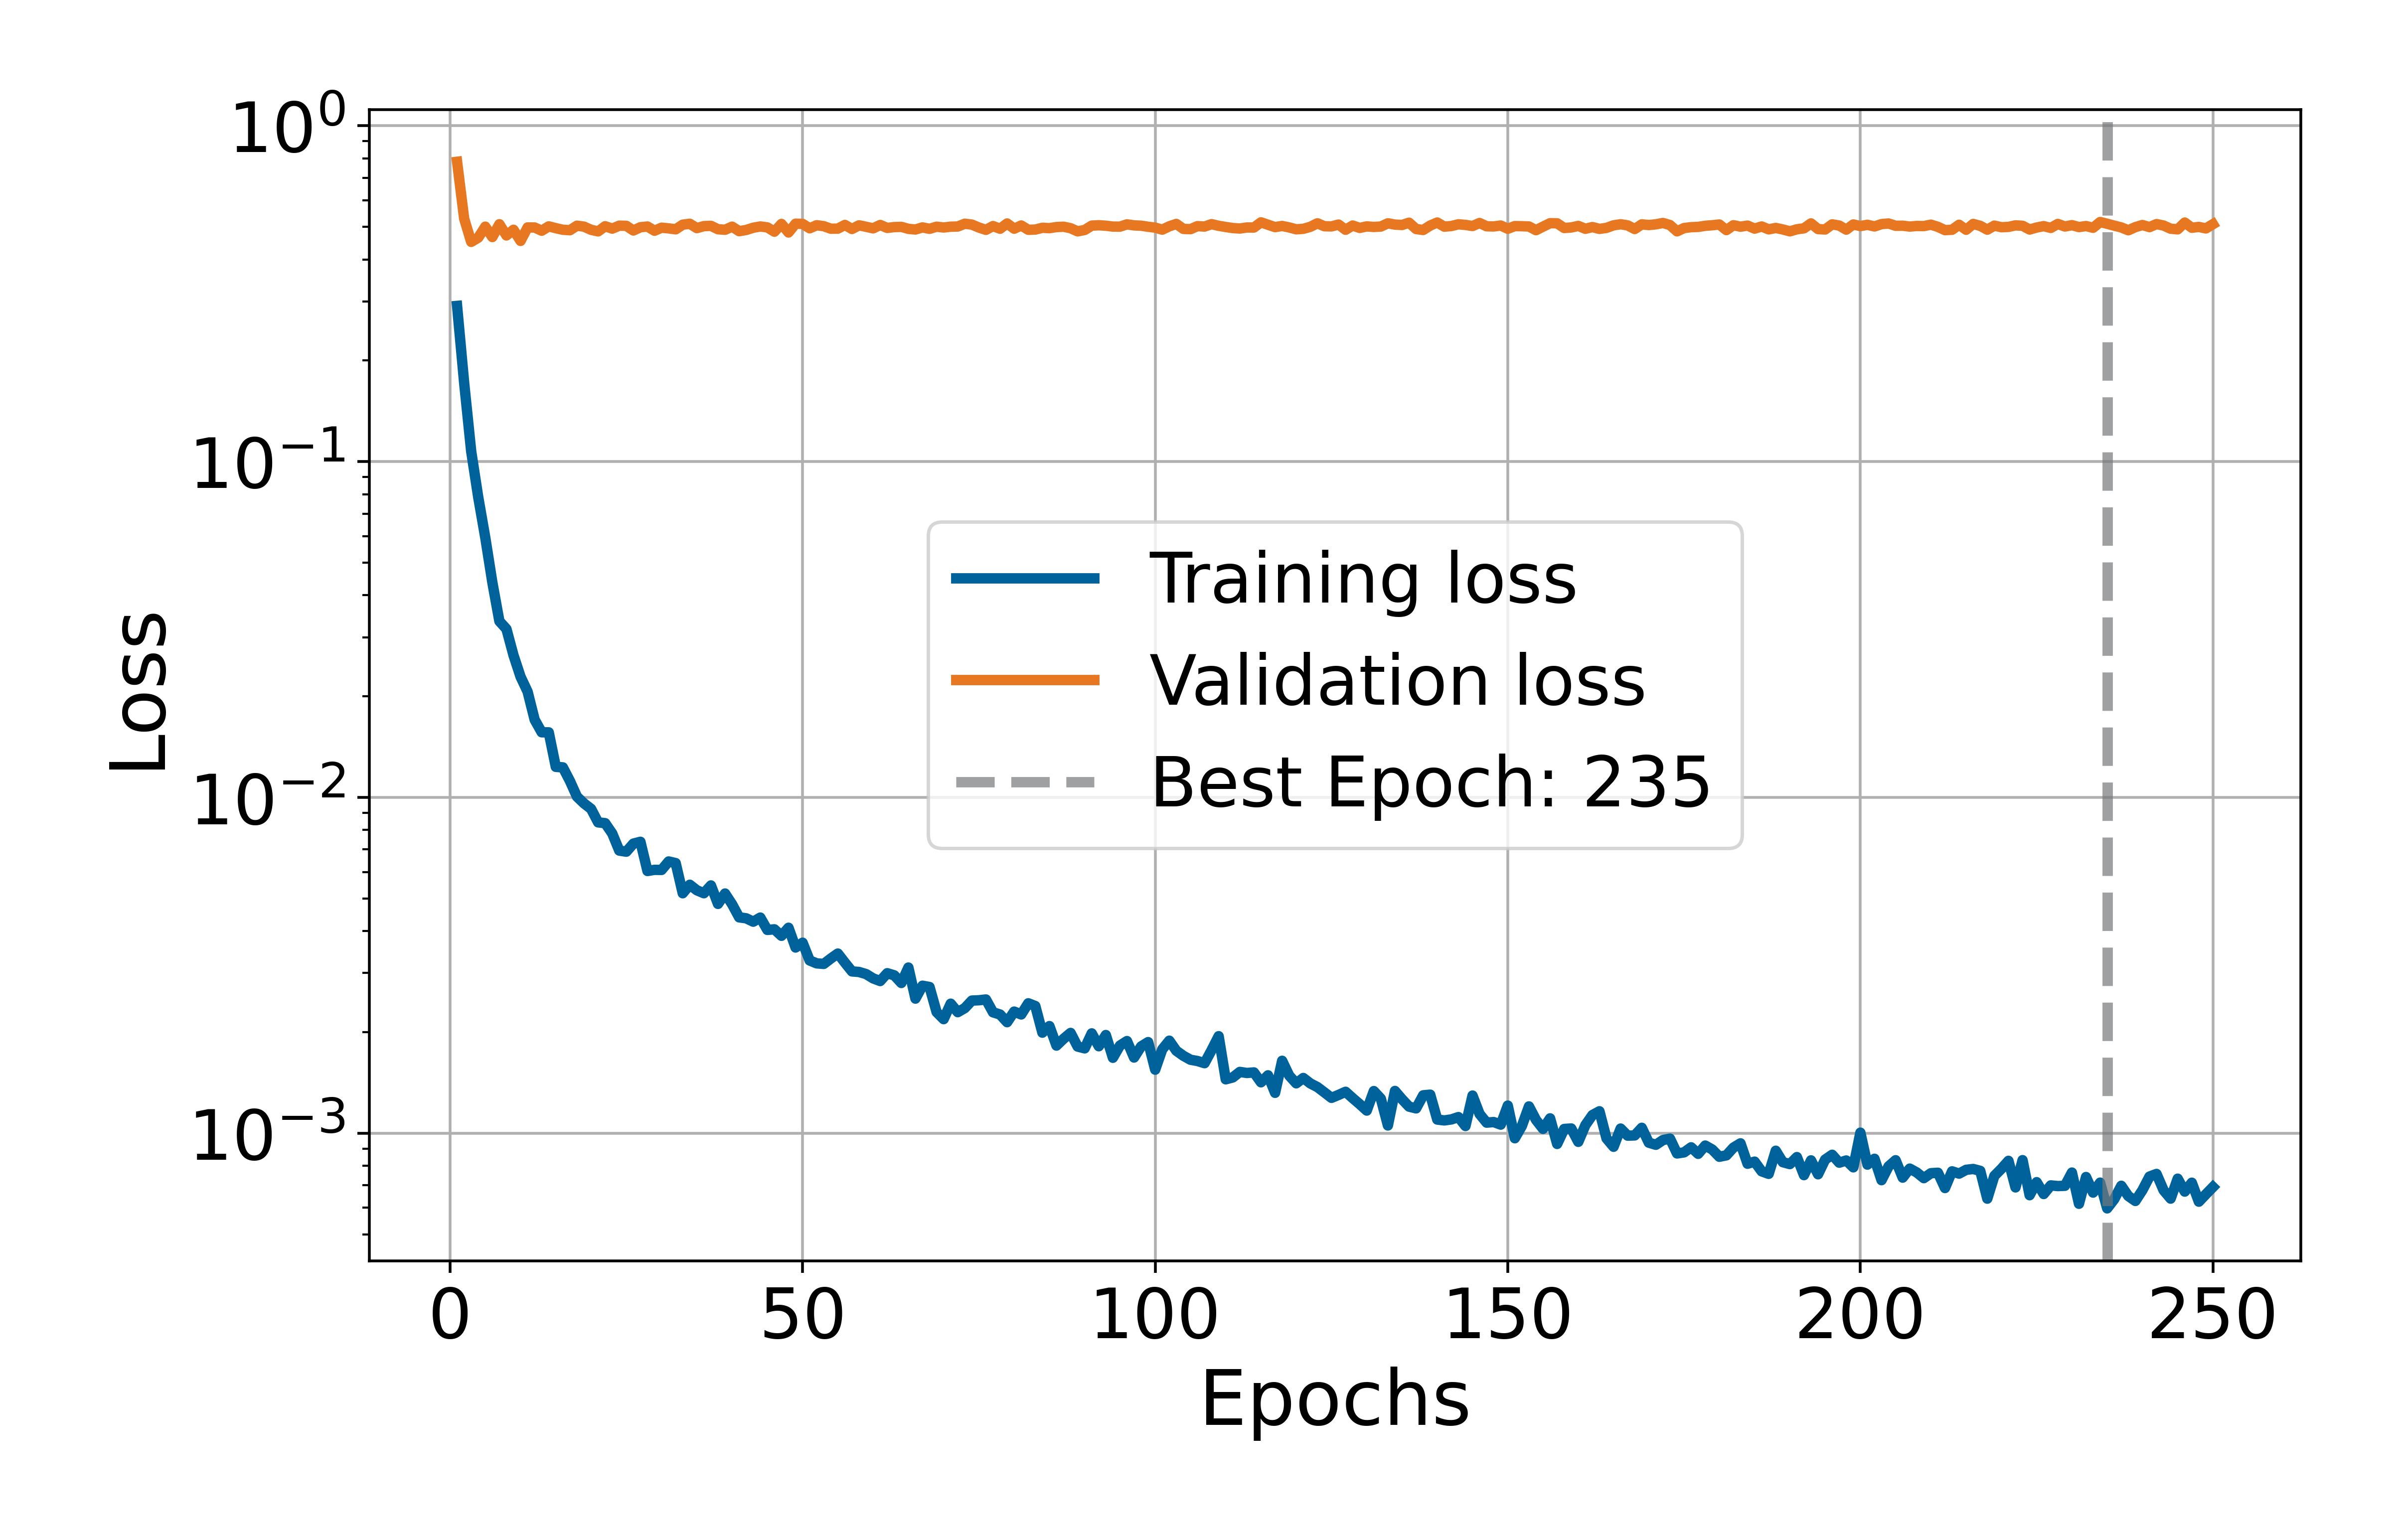 10⁰
10⁻¹
10⁻²
10⁻³
Loss
Training loss
Validation loss
Best Epoch: 235
0 50 100 150 200 250
Epochs